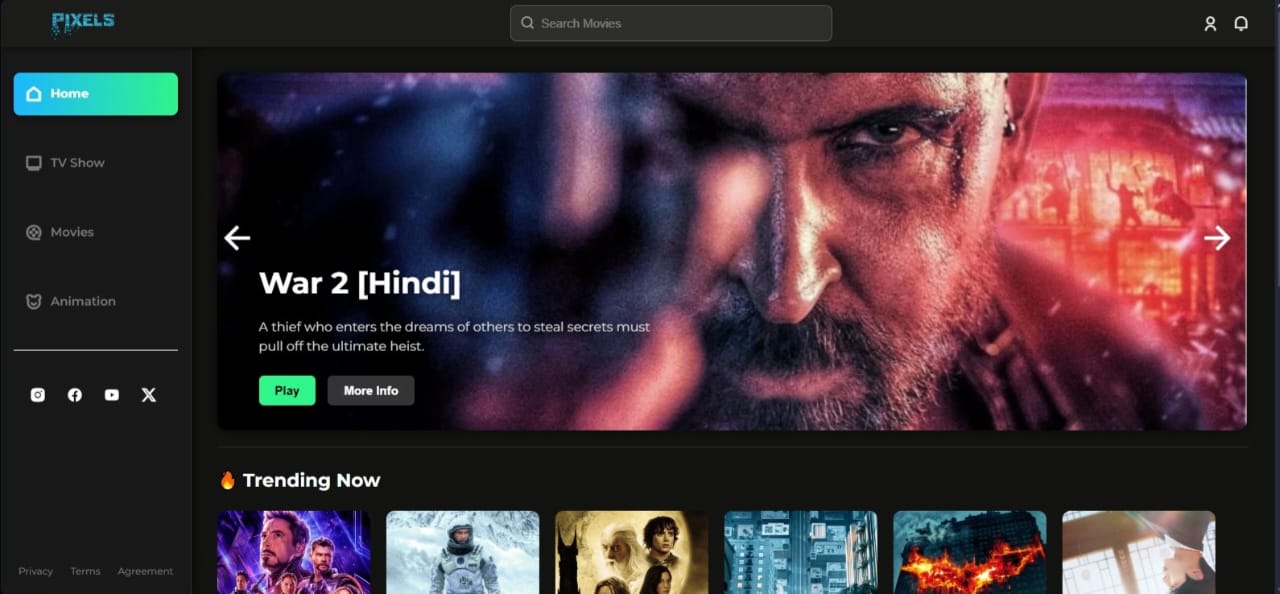 PIXELS
Search Movies
Home
TV Show
Movies
Animation
War 2 [Hindi]
A thief who enters the dreams of others to steal secrets must
pull off the ultimate heist.
Play
More Info
Trending Now
Privacy
Terms
Agreement